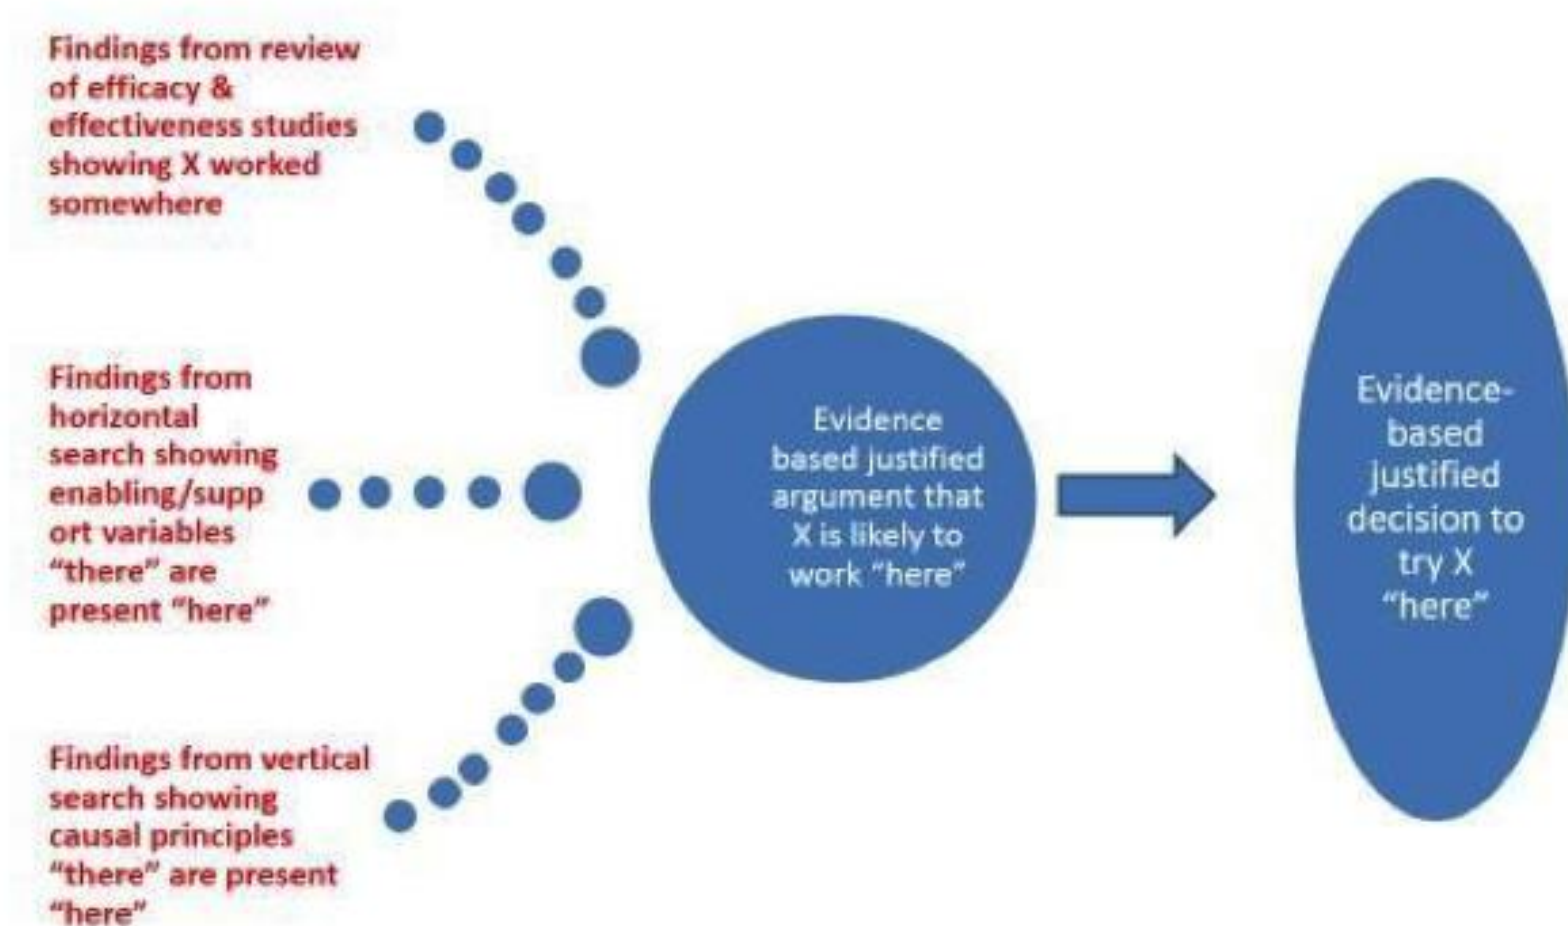 Findings from review
of efficacy &
effectiveness studies
showing X worked
somewhere
Findings from
horizontal
search showing
enabling/supp
ort variables
"there" are
present "here"
Findings from vertical
search showing
causal principles
"there" are present
"here"
Evidence
based justified
argument that
X is likely to
work "here"
Evidence-
based
justified
decision to
try X
"here"